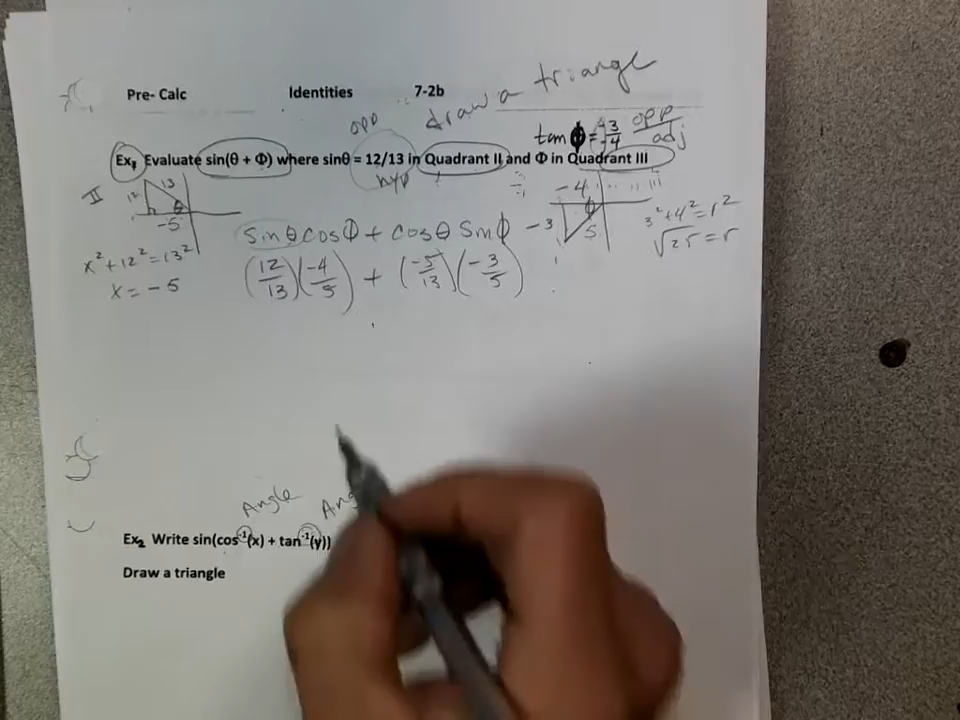 Pre- Calc Identities 7-2b
draw a triangle
opp
tan Φ = -3/-4 opp/adj
Ex1 Evaluate sin(θ + Φ) where sinθ = 12/13 in Quadrant II and Φ in Quadrant III
hyp
II 12 13 θ -5
-4 Φ -3 5
3²+4²=r²
√25 = r
sinθcosΦ + cosθ sinΦ
x²+12²=13²
x = -5
(12/13)(-4/5) + (-5/13)(-3/5)
Angle
Ex2 Write sin(cos⁻¹(x) + tan⁻¹(y))
Draw a triangle